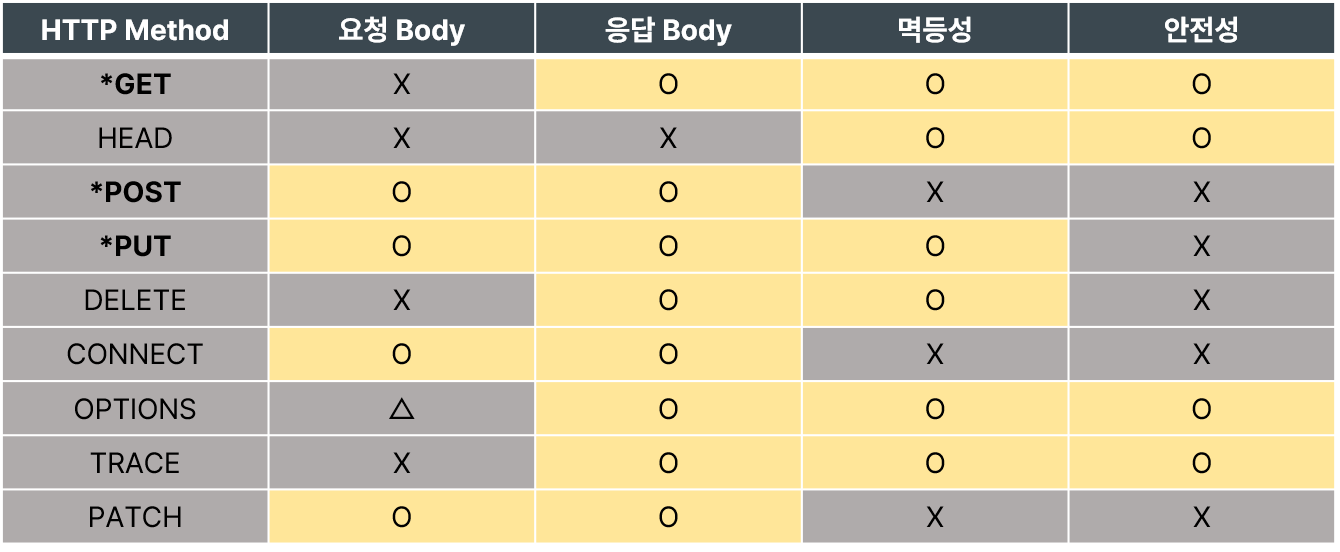 HTTP Method 요청 Body 응답 Body 멱등성 안전성
*GET X O O O
HEAD X X O O
*POST O O X X
*PUT O O O X
DELETE X O O X
CONNECT O O X X
OPTIONS △ O O O
TRACE X O O O
PATCH O O X X